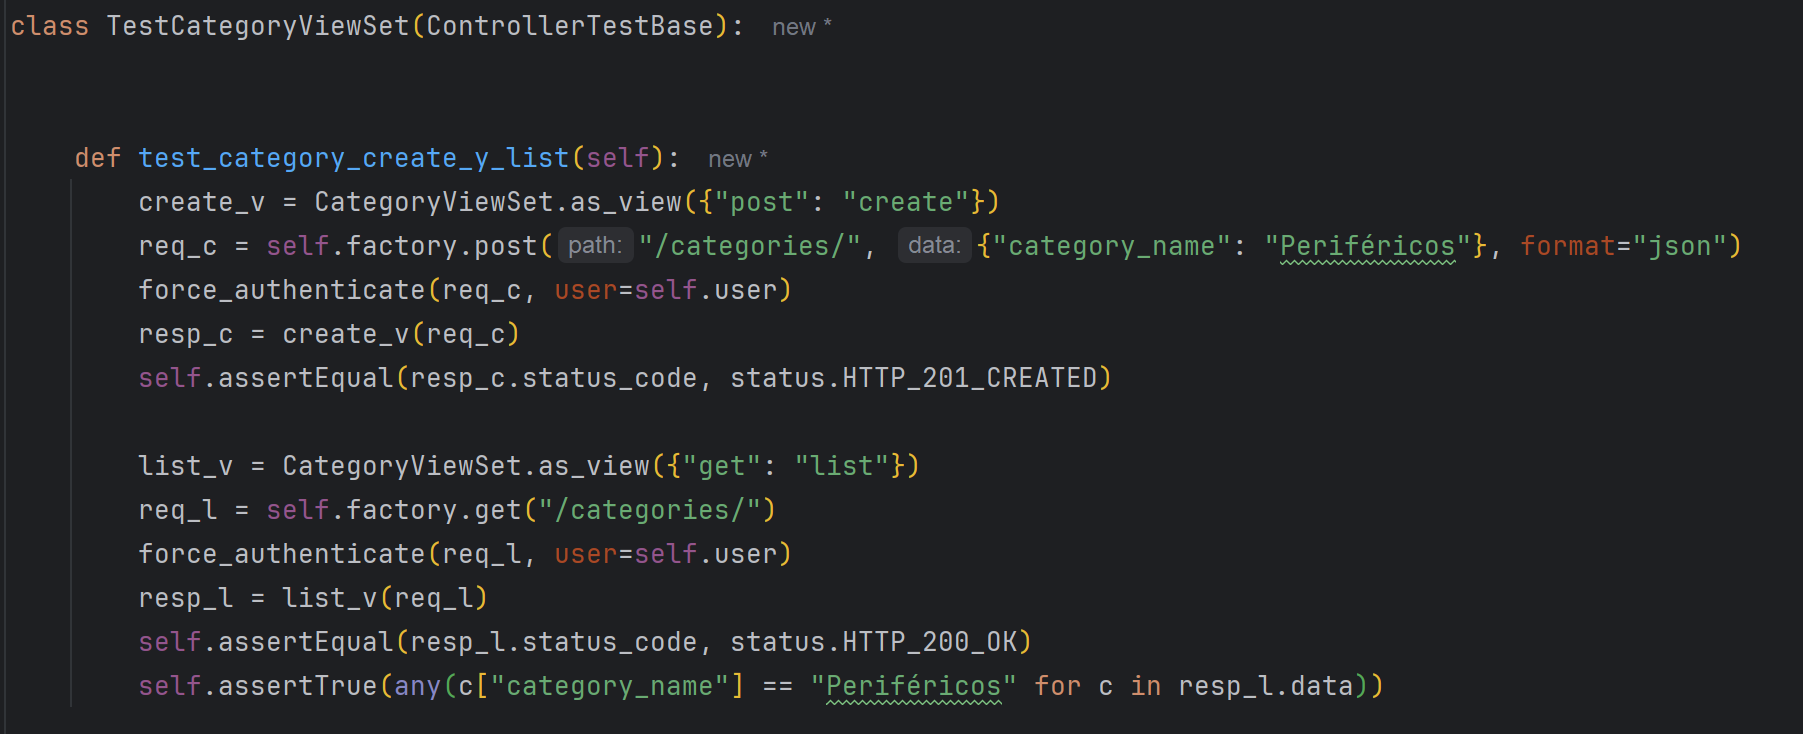 class TestCategoryViewSet(ControllerTestBase): new *
def test_category_create_y_list(self): new *
create_v = CategoryViewSet.as_view({"post": "create"})
req_c = self.factory.post( path: "/categories/", data: {"category_name": "Periféricos"}, format="json")
force_authenticate(req_c, user=self.user)
resp_c = create_v(req_c)
self.assertEqual(resp_c.status_code, status.HTTP_201_CREATED)
list_v = CategoryViewSet.as_view({"get": "list"})
req_l = self.factory.get("/categories/")
force_authenticate(req_l, user=self.user)
resp_l = list_v(req_l)
self.assertEqual(resp_l.status_code, status.HTTP_200_OK)
self.assertTrue(any(c["category_name"] == "Periféricos" for c in resp_l.data))